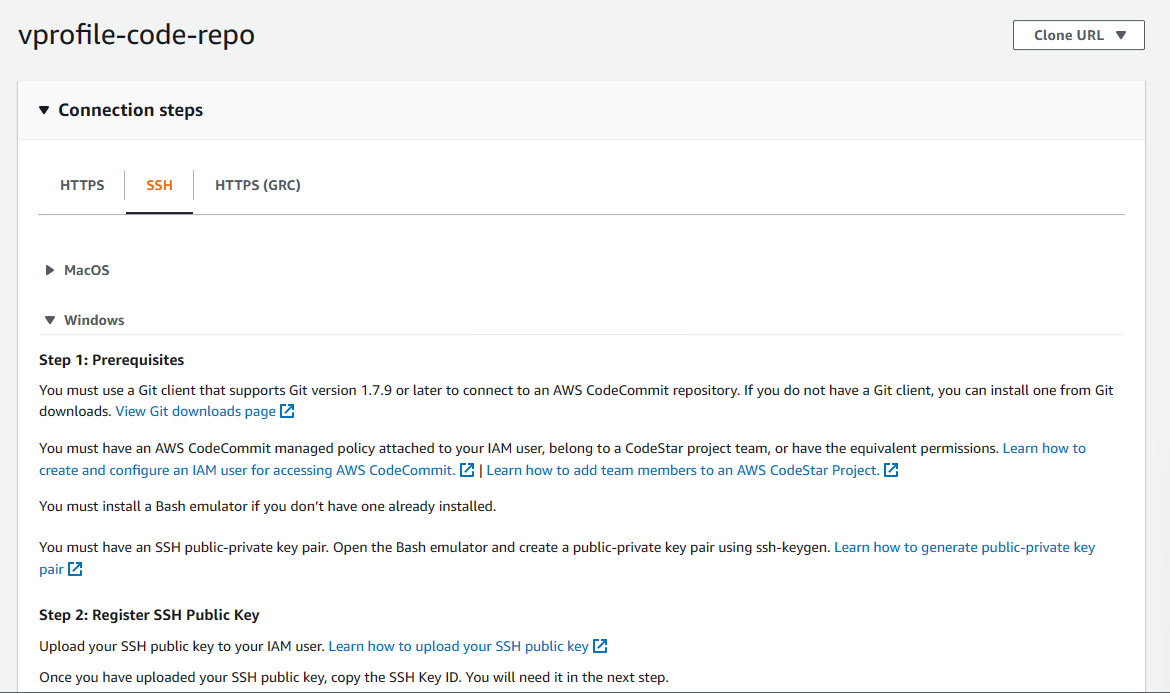 vprofile-code-repo
Clone URL
Connection steps
HTTPS
SSH
HTTPS (GRC)
MacOS
Windows
Step 1: Prerequisites
You must use a Git client that supports Git version 1.7.9 or later to connect to an AWS CodeCommit repository. If you do not have a Git client, you can install one from Git
downloads. View Git downloads page
You must have an AWS CodeCommit managed policy attached to your IAM user, belong to a CodeStar project team, or have the equivalent permissions. Learn how to
create and configure an IAM user for accessing AWS CodeCommit. | Learn how to add team members to an AWS CodeStar Project.
You must install a Bash emulator if you don’t have one already installed.
You must have an SSH public-private key pair. Open the Bash emulator and create a public-private key pair using ssh-keygen. Learn how to generate public-private key
pair
Step 2: Register SSH Public Key
Upload your SSH public key to your IAM user. Learn how to upload your SSH public key
Once you have uploaded your SSH public key, copy the SSH Key ID. You will need it in the next step.